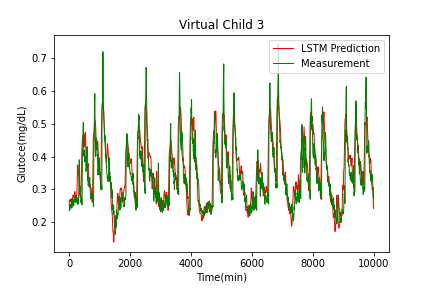 Virtual Child 3
LSTM Prediction
Measurement
Glutoce(mg/dL)
0.7
0.6
0.5
0.4
0.3
0.2
0
2000
4000
6000
8000
10000
Time(min)